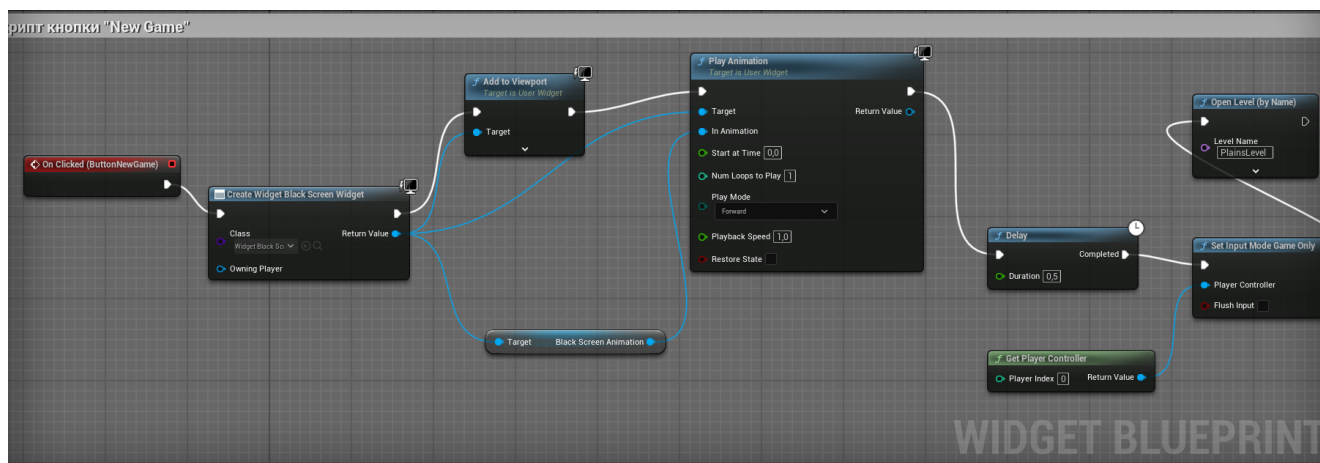 рипт кнопки "New Game"
Play Animation
Target is User Widget
Add to Viewport
Target is User Widget
Target
Target
Return Value
In Animation
Start at Time 0,0
Num Loops to Play 1
Play Mode
Forward
Playback Speed 1,0
Restore State
Open Level (by Name)
Level Name
PlainsLevel
On Clicked (ButtonNewGame)
Create Widget Black Screen Widget
Class
Return Value
Widget Black Sc
Owning Player
Delay
Completed
Duration 0,5
Set Input Mode Game Only
Player Controller
Flush Input
Target
Black Screen Animation
Get Player Controller
Player Index 0
Return Value
WIDGET BLUEPRINT